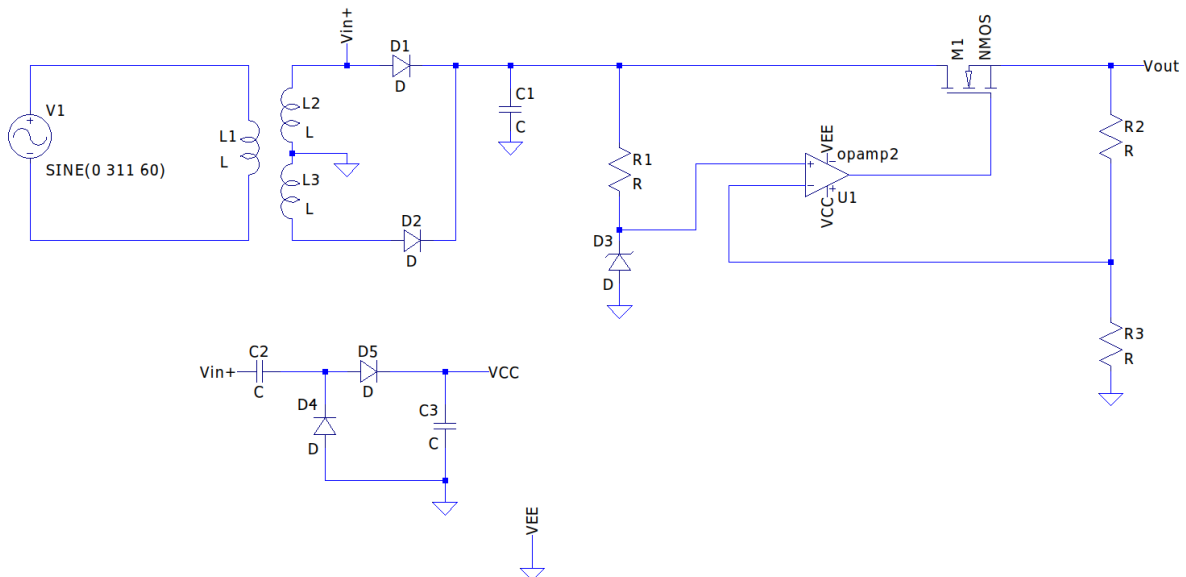 Vin+
D1
D
V1
SINE(0 311 60)
L1
L
L2
L
L3
L
D2
D
C1
C
R1
R
D3
D
VEE
opamp2
+
-
VCC
U1
M1
NMOS
Vout
R2
R
R3
R
Vin+
C2
C
D4
D
D5
D
C3
C
VCC
VEE